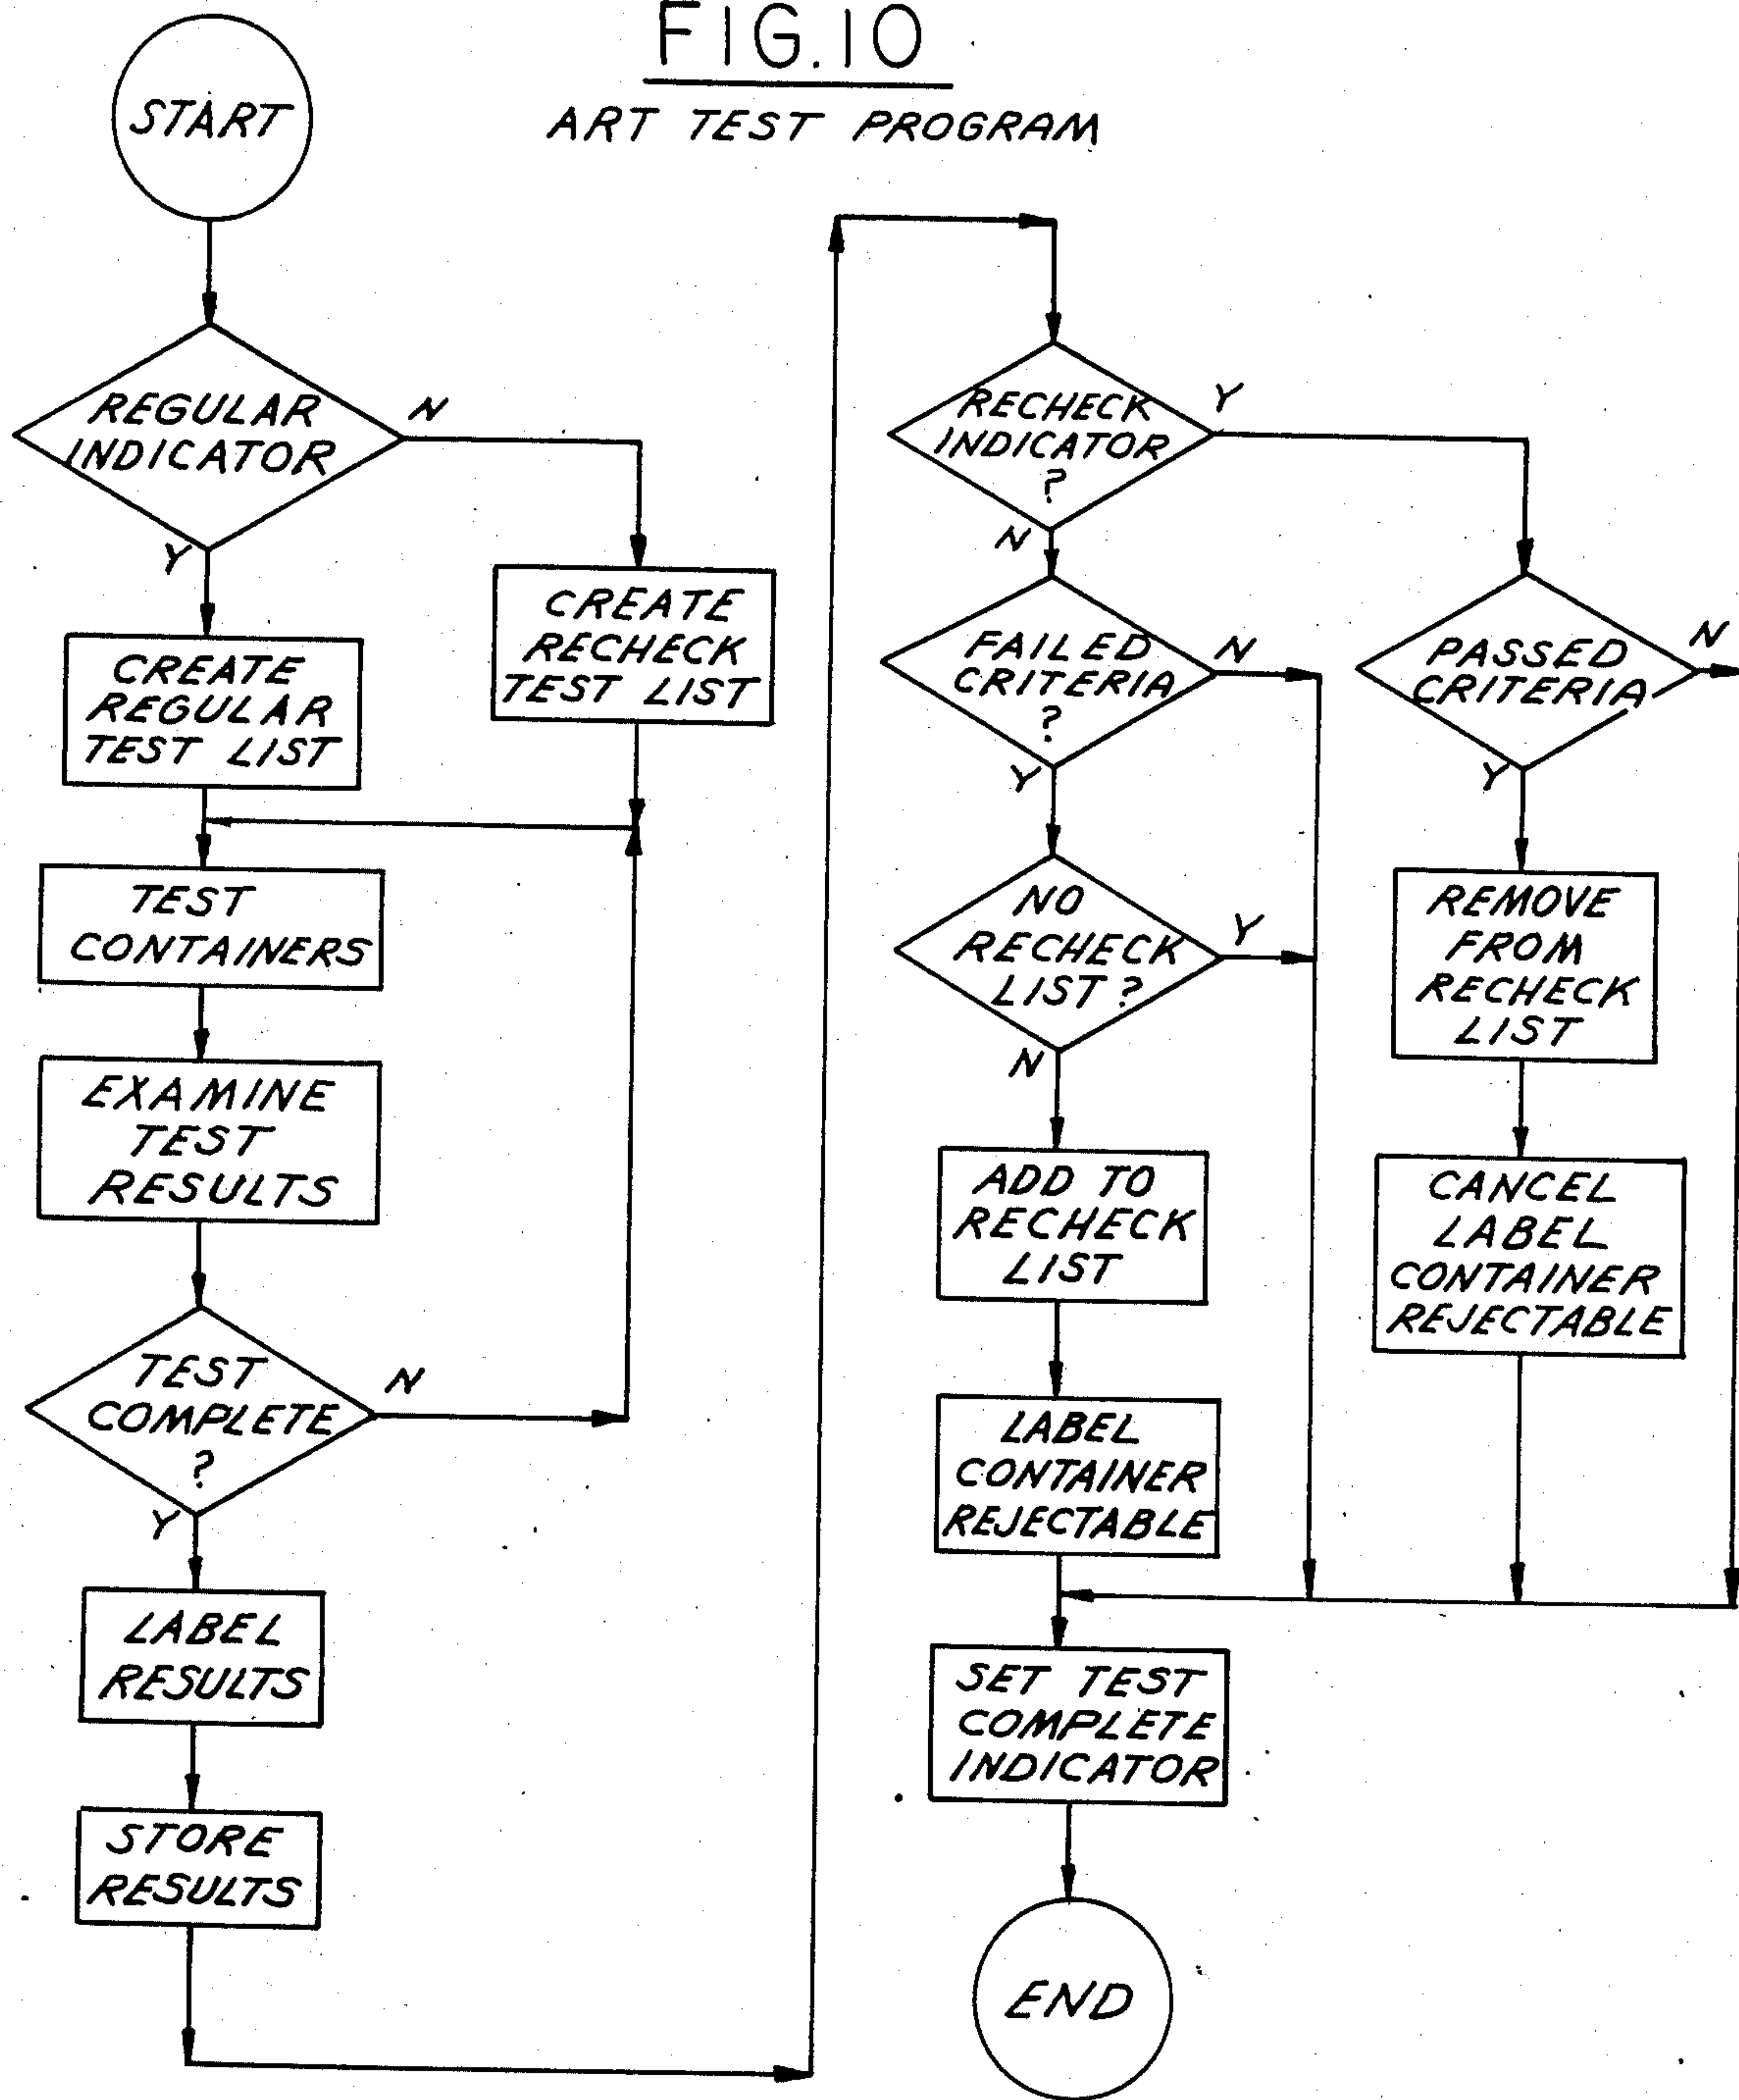 FIG.10
ART TEST PROGRAM
START
REGULAR
INDICATOR
N
Y
CREATE
RECHECK
TEST LIST
CREATE
REGULAR
TEST LIST
TEST
CONTAINERS
EXAMINE
TEST
RESULTS
TEST
COMPLETE
?
N
Y
LABEL
RESULTS
STORE
RESULTS
RECHECK
INDICATOR
?
Y
N
FAILED
CRITERIA
?
N
Y
NO
RECHECK
LIST?
Y
N
ADD TO
RECHECK
LIST
LABEL
CONTAINER
REJECTABLE
PASSED
CRITERIA
N
Y
REMOVE
FROM
RECHECK
LIST
CANCEL
LABEL
CONTAINER
REJECTABLE
SET TEST
COMPLETE
INDICATOR
END